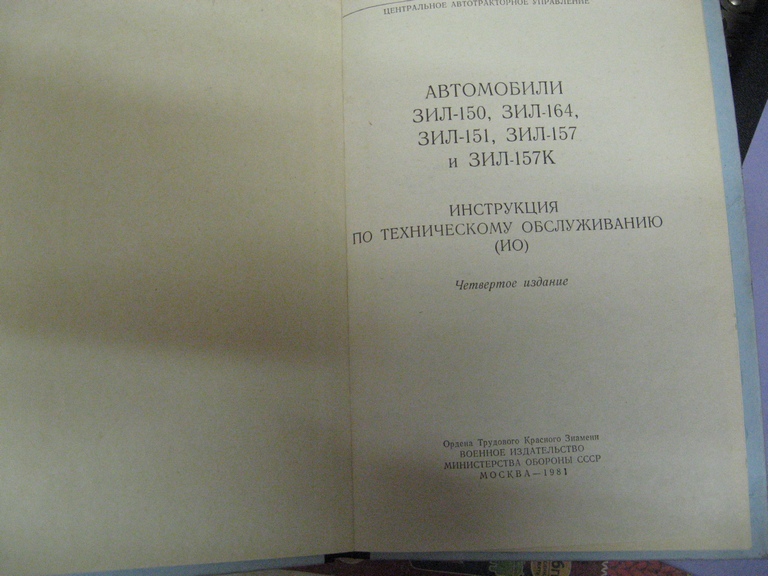 ЦЕНТРАЛЬНОЕ АВТОТРАКТОРНОЕ УПРАВЛЕНИЕ
АВТОМОБИЛИ
ЗИЛ-150, ЗИЛ-164,
ЗИЛ-151, ЗИЛ-157
и ЗИЛ-157К
ИНСТРУКЦИЯ
ПО ТЕХНИЧЕСКОМУ ОБСЛУЖИВАНИЮ
(ИО)
Четвертое издание
Ордена Трудового Красного Знамени
ВОЕННОЕ ИЗДАТЕЛЬСТВО
МИНИСТЕРСТВА ОБОРОНЫ СССР
МОСКВА—1981